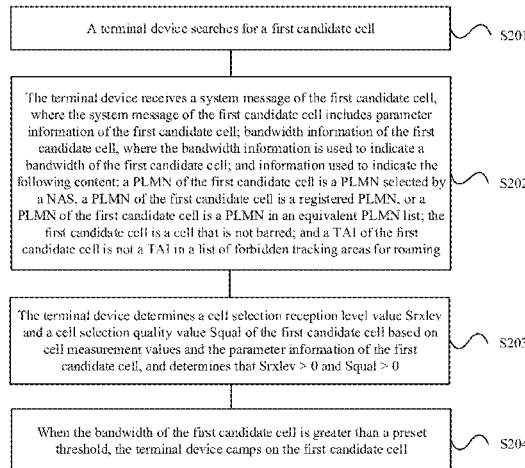 A terminal device searches for a first candidate cell
S201
The terminal device receives a system message of the first candidate cell,
where the system message of the first candidate cell includes parameter
information of the first candidate cell; bandwidth information of the first
candidate cell, where the bandwidth information is used to indicate a
bandwidth of the first candidate cell; and information used to indicate the
following content: a PLMN of the first candidate cell is a PLMN selected by
a NAS, a PLMN of the first candidate cell is a registered PLMN, or a
PLMN of the first candidate cell is a PLMN in an equivalent PLMN list; the
first candidate cell is a cell that is not barred; and a TAI of the first
candidate cell is not a TAI in a list of forbidden tracking areas for roaming
S202
The terminal device determines a cell selection reception level value Srxlev
and a cell selection quality value Squal of the first candidate cell based on
cell measurement values and the parameter information of the first
candidate cell, and determines that Srxlev > 0 and Squal > 0
S203
When the bandwidth of the first candidate cell is greater than a preset
threshold, the terminal device camps on the first candidate cell
S204